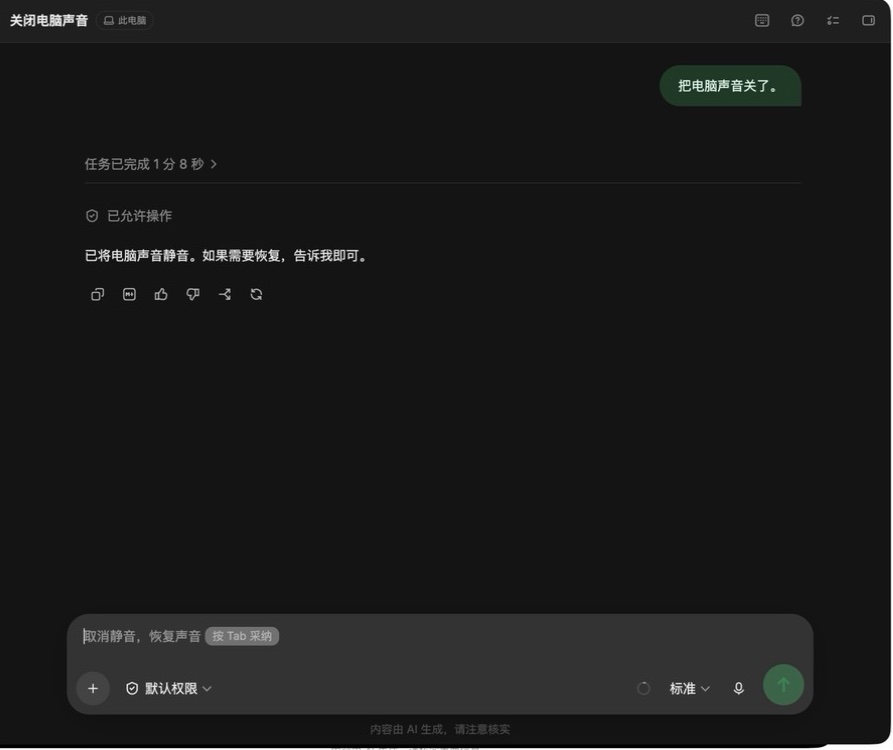 关闭电脑声音 此电脑
把电脑声音关了。
任务已完成 1 分 8 秒
已允许操作
已将电脑声音静音。如果需要恢复，告诉我即可。
取消静音，恢复声音 按 Tab 采纳
默认权限 标准
内容由 AI 生成，请注意核实